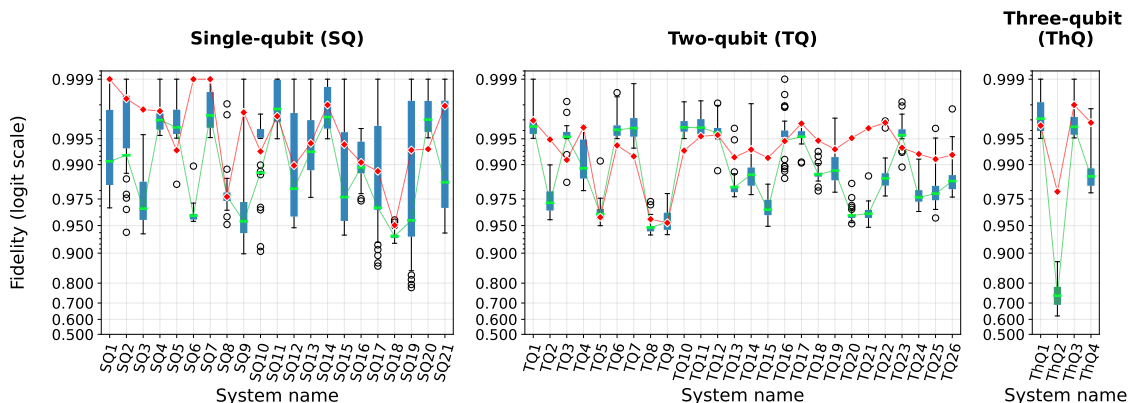 Single-qubit (SQ)
Two-qubit (TQ)
Three-qubit
(ThQ)
Fidelity (logit scale)
0.999
0.995
0.990
0.975
0.950
0.900
0.800
0.700
0.600
0.500
SQ1
SQ2
SQ3
SQ4
SQ5
SQ6
SQ7
SQ8
SQ9
SQ10
SQ11
SQ12
SQ13
SQ14
SQ15
SQ16
SQ17
SQ18
SQ19
SQ20
SQ21
System name
0.999
0.995
0.990
0.975
0.950
0.900
0.800
0.700
0.600
0.500
TQ1
TQ2
TQ3
TQ4
TQ5
TQ6
TQ7
TQ8
TQ9
TQ10
TQ11
TQ12
TQ13
TQ14
TQ15
TQ16
TQ17
TQ18
TQ19
TQ20
TQ21
TQ22
TQ23
TQ24
TQ25
TQ26
System name
0.999
0.995
0.990
0.975
0.950
0.900
0.800
0.700
0.600
0.500
ThQ1
ThQ2
ThQ3
ThQ4
System name